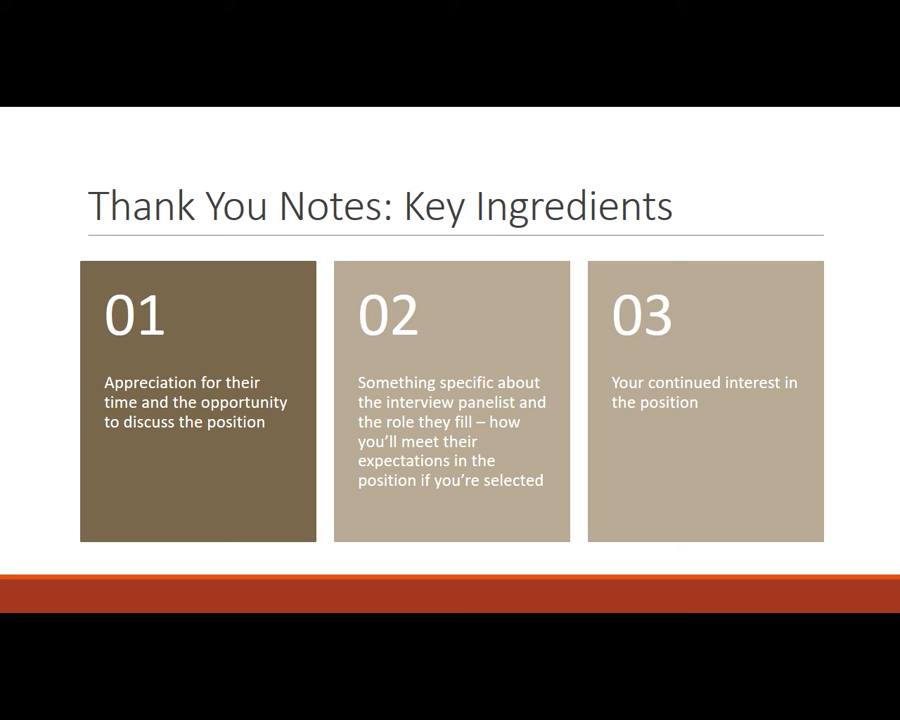 Thank You Notes: Key Ingredients
01
Appreciation for their
time and the opportunity
to discuss the position
02
Something specific about
the interview panelist and
the role they fill – how
you’ll meet their
expectations in the
position if you’re selected
03
Your continued interest in
the position